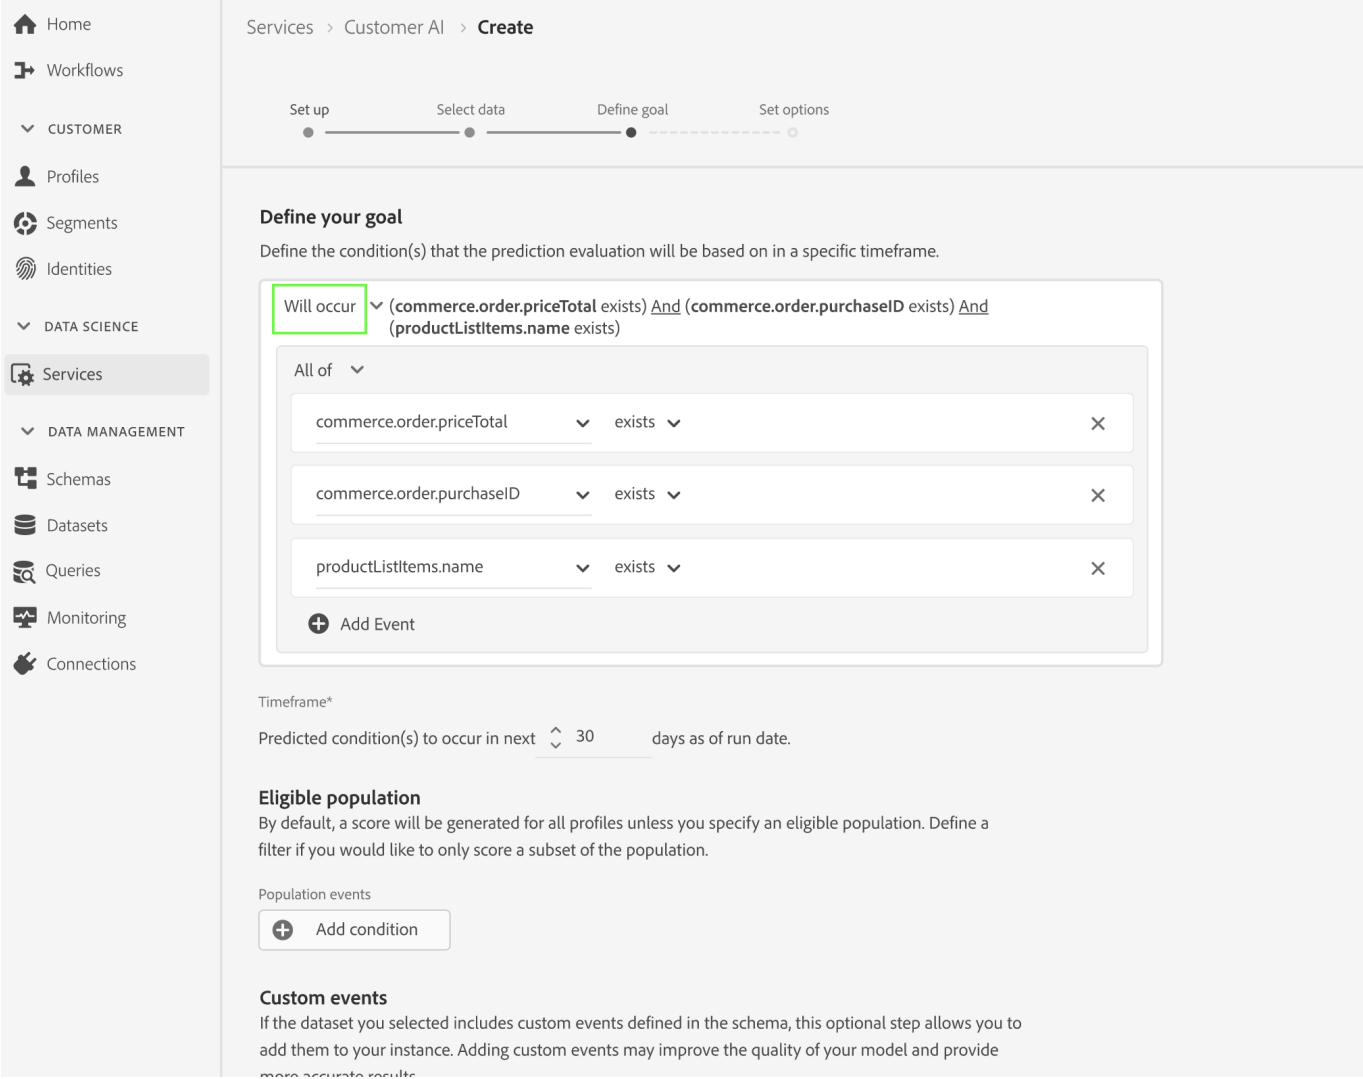 Home
Workflows
CUSTOMER
Profiles
Segments
Identities
DATA SCIENCE
Services
DATA MANAGEMENT
Schemas
Datasets
Queries
Monitoring
Connections
Services > Customer AI > Create
Set up Select data Define goal Set options
Define your goal
Define the condition(s) that the prediction evaluation will be based on in a specific timeframe.
Will occur (commerce.order.priceTotal exists) And (commerce.order.purchaseID exists) And
(productListItems.name exists)
All of
commerce.order.priceTotal exists
commerce.order.purchaseID exists
productListItems.name exists
Add Event
Timeframe*
Predicted condition(s) to occur in next 30 days as of run date.
Eligible population
By default, a score will be generated for all profiles unless you specify an eligible population. Define a
filter if you would like to only score a subset of the population.
Population events
Add condition
Custom events
If the dataset you selected includes custom events defined in the schema, this optional step allows you to
add them to your instance. Adding custom events may improve the quality of your model and provide
more accurate results.